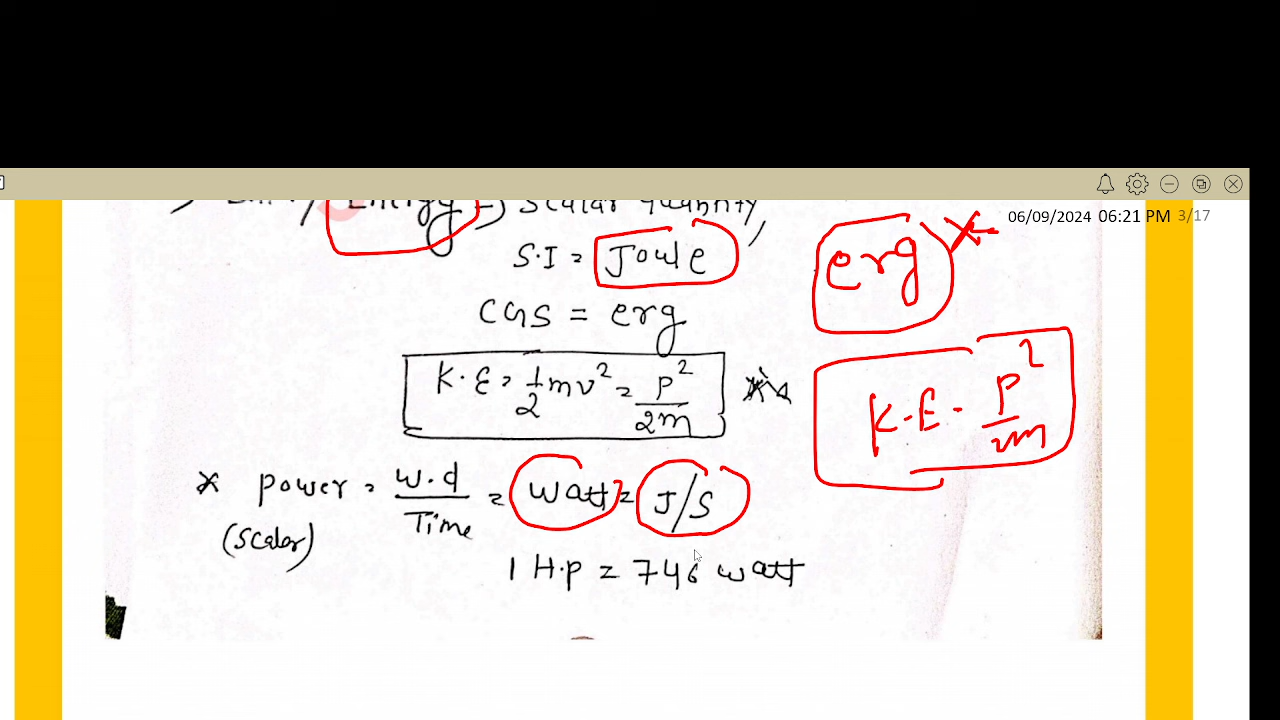 06/09/2024 06:21 PM 3/17
Energy → Scalar quantity,
S.I = Joule
erg
CGS = erg
K.E = 1/2 mv² = p²/2m
K.E = p²/2m
* Power = w.d/Time = watt = J/S
(Scalar)
1 H.p = 746 watt